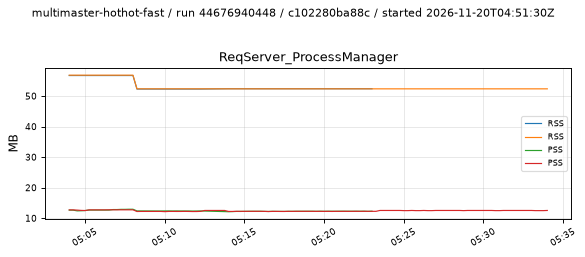 multimaster-hothot-fast / run 44676940448 / c102280ba88c / started 2026-11-20T04:51:30Z
ReqServer_ProcessManager
MB
50
40
30
20
10
RSS
RSS
PSS
PSS
05:05
05:10
05:15
05:20
05:25
05:30
05:35